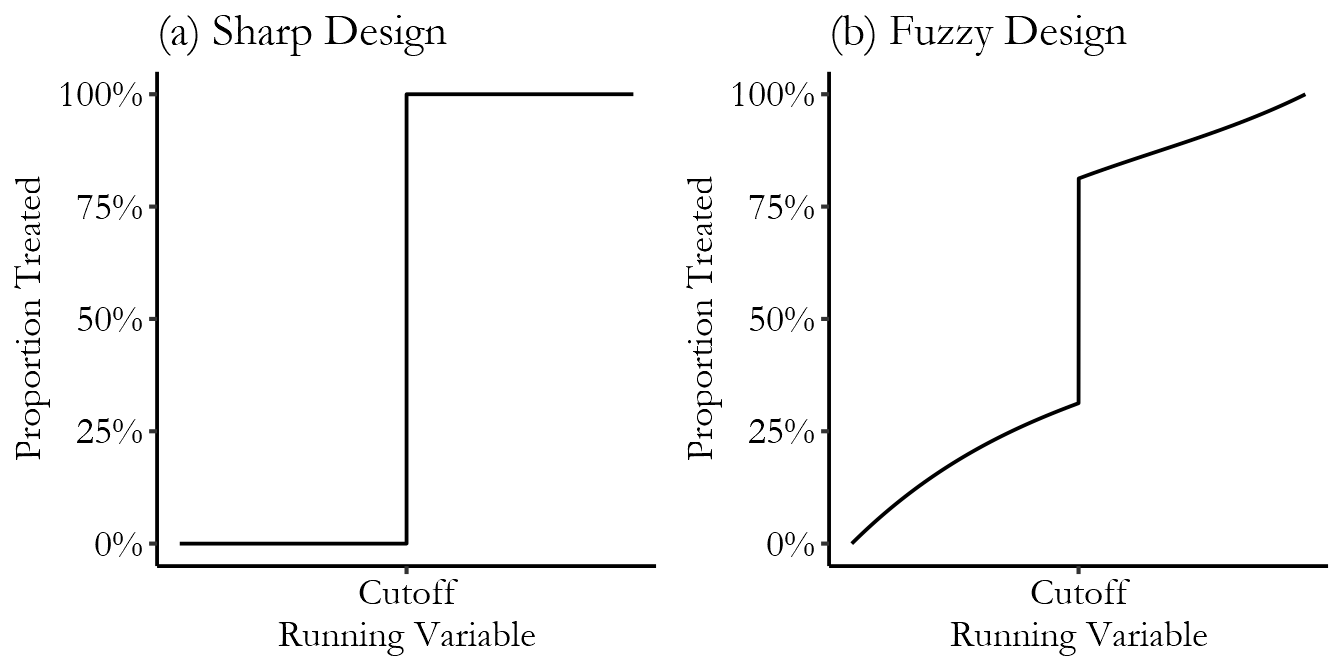 (a) Sharp Design
100%
75%
50%
25%
0%
Proportion Treated
Cutoff
Running Variable
(b) Fuzzy Design
100%
75%
50%
25%
0%
Proportion Treated
Cutoff
Running Variable